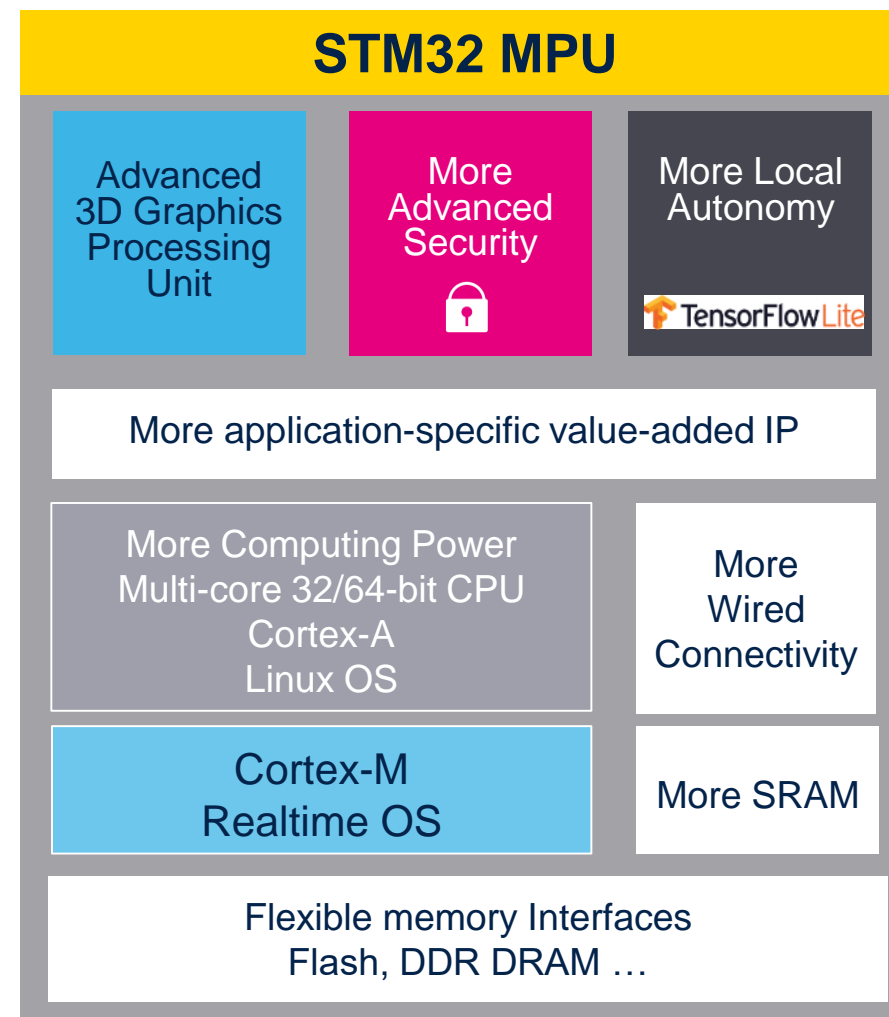 STM32 MPU
Advanced
3D Graphics
Processing
Unit
More
Advanced
Security
More Local
Autonomy
TensorFlow Lite
More application-specific value-added IP
More Computing Power
Multi-core 32/64-bit CPU
Cortex-A
Linux OS
More
Wired
Connectivity
Cortex-M
Realtime OS
More SRAM
Flexible memory Interfaces
Flash, DDR DRAM …